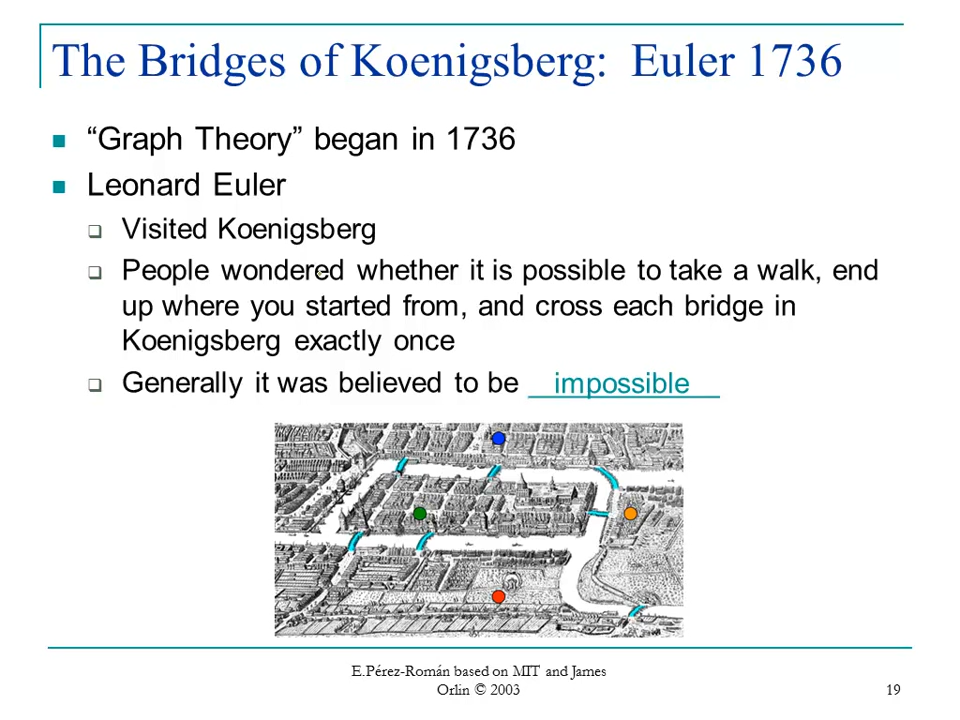 The Bridges of Koenigsberg: Euler 1736
“Graph Theory” began in 1736
Leonard Euler
Visited Koenigsberg
People wondered whether it is possible to take a walk, end
up where you started from, and cross each bridge in
Koenigsberg exactly once
Generally it was believed to be __impossible__
E.Pérez-Román based on MIT and James
Orlin © 2003
19